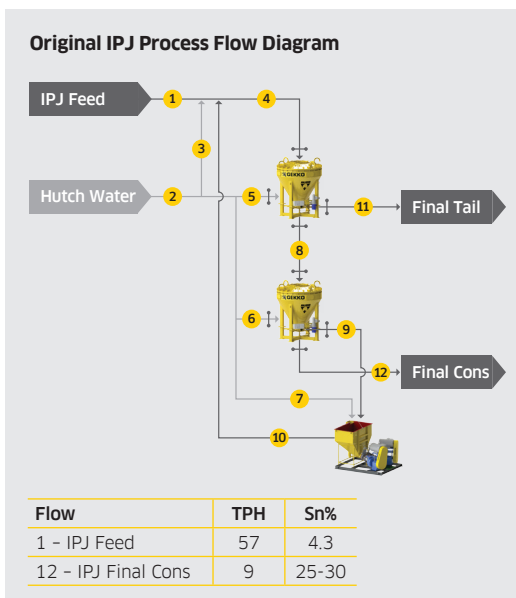 Original IPJ Process Flow Diagram
IPJ Feed
1
4
3
Hutch Water
2
5
GEKKO
11
Final Tail
8
GEKKO
6
9
12
Final Cons
7
10
Flow TPH Sn%
1 – IPJ Feed 57 4.3
12 – IPJ Final Cons 9 25-30